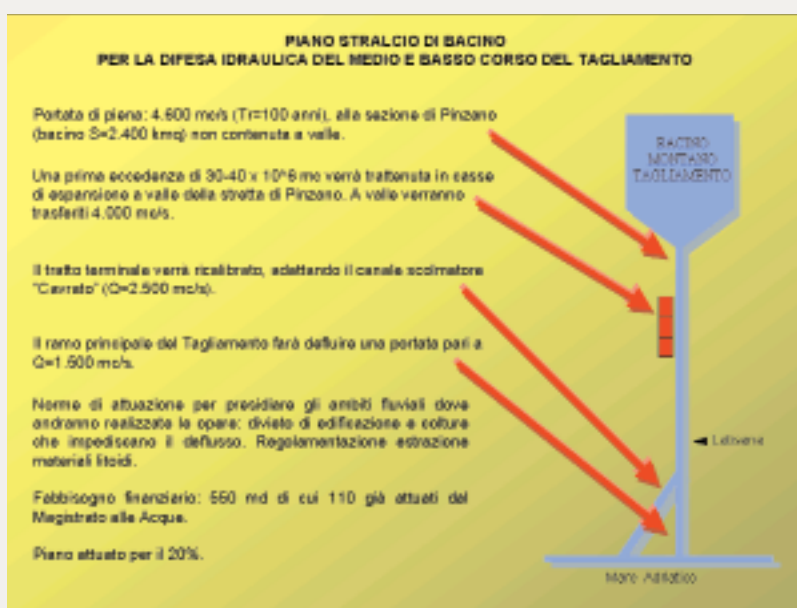 PIANO STRALCIO DI BACINO
PER LA DIFESA IDRAULICA DEL MEDIO E BASSO CORSO DEL TAGLIAMENTO
Portata di piena: 4.600 mc/s (Tr=100 anni), alla sezione di Pinzano
(bacino S=2.400 kmq) non contenuta a valle.
Una prima eccedenza di 30-40 x 10^6 mc verrà trattenuta in casse
di espansione a valle della stretta di Pinzano. A valle verranno
trasferiti 4.000 mc/s.
Il tratto terminale verrà ricalibrato, adattando il canale scolmatore
"Cavrato" (Q=2.500 mc/s).
Il ramo principale del Tagliamento farà defluire una portata pari a
Q=1.500 mc/s.
Norme di attuazione per presidiare gli ambiti fluviali dove
andranno realizzate le opere: divieto di edificazione e colture
che impediscano il deflusso. Regolamentazione estrazione
materiali litoidi.
Fabbisogno finanziario: 550 md di cui 110 già attuati dal
Magistrato alle Acque.
Piano attuato per il 20%.
BACINO
MONTANO
TAGLIAMENTO
Latisana
Mare Adriatico